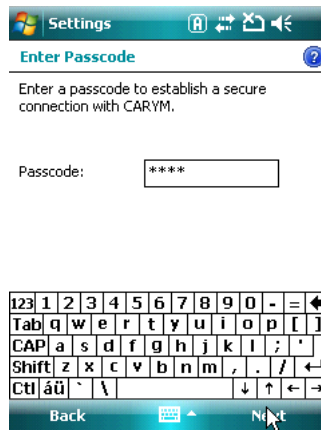 Settings
Enter Passcode
Enter a passcode to establish a secure
connection with CARYM.
Passcode: ****
123 1 2 3 4 5 6 7 8 9 0 - =
Tab q w e r t y u i o p [ ]
CAP a s d f g h j k l ; '
Shift z x c v b n m , . /
Ctl áü ` \
Back Next